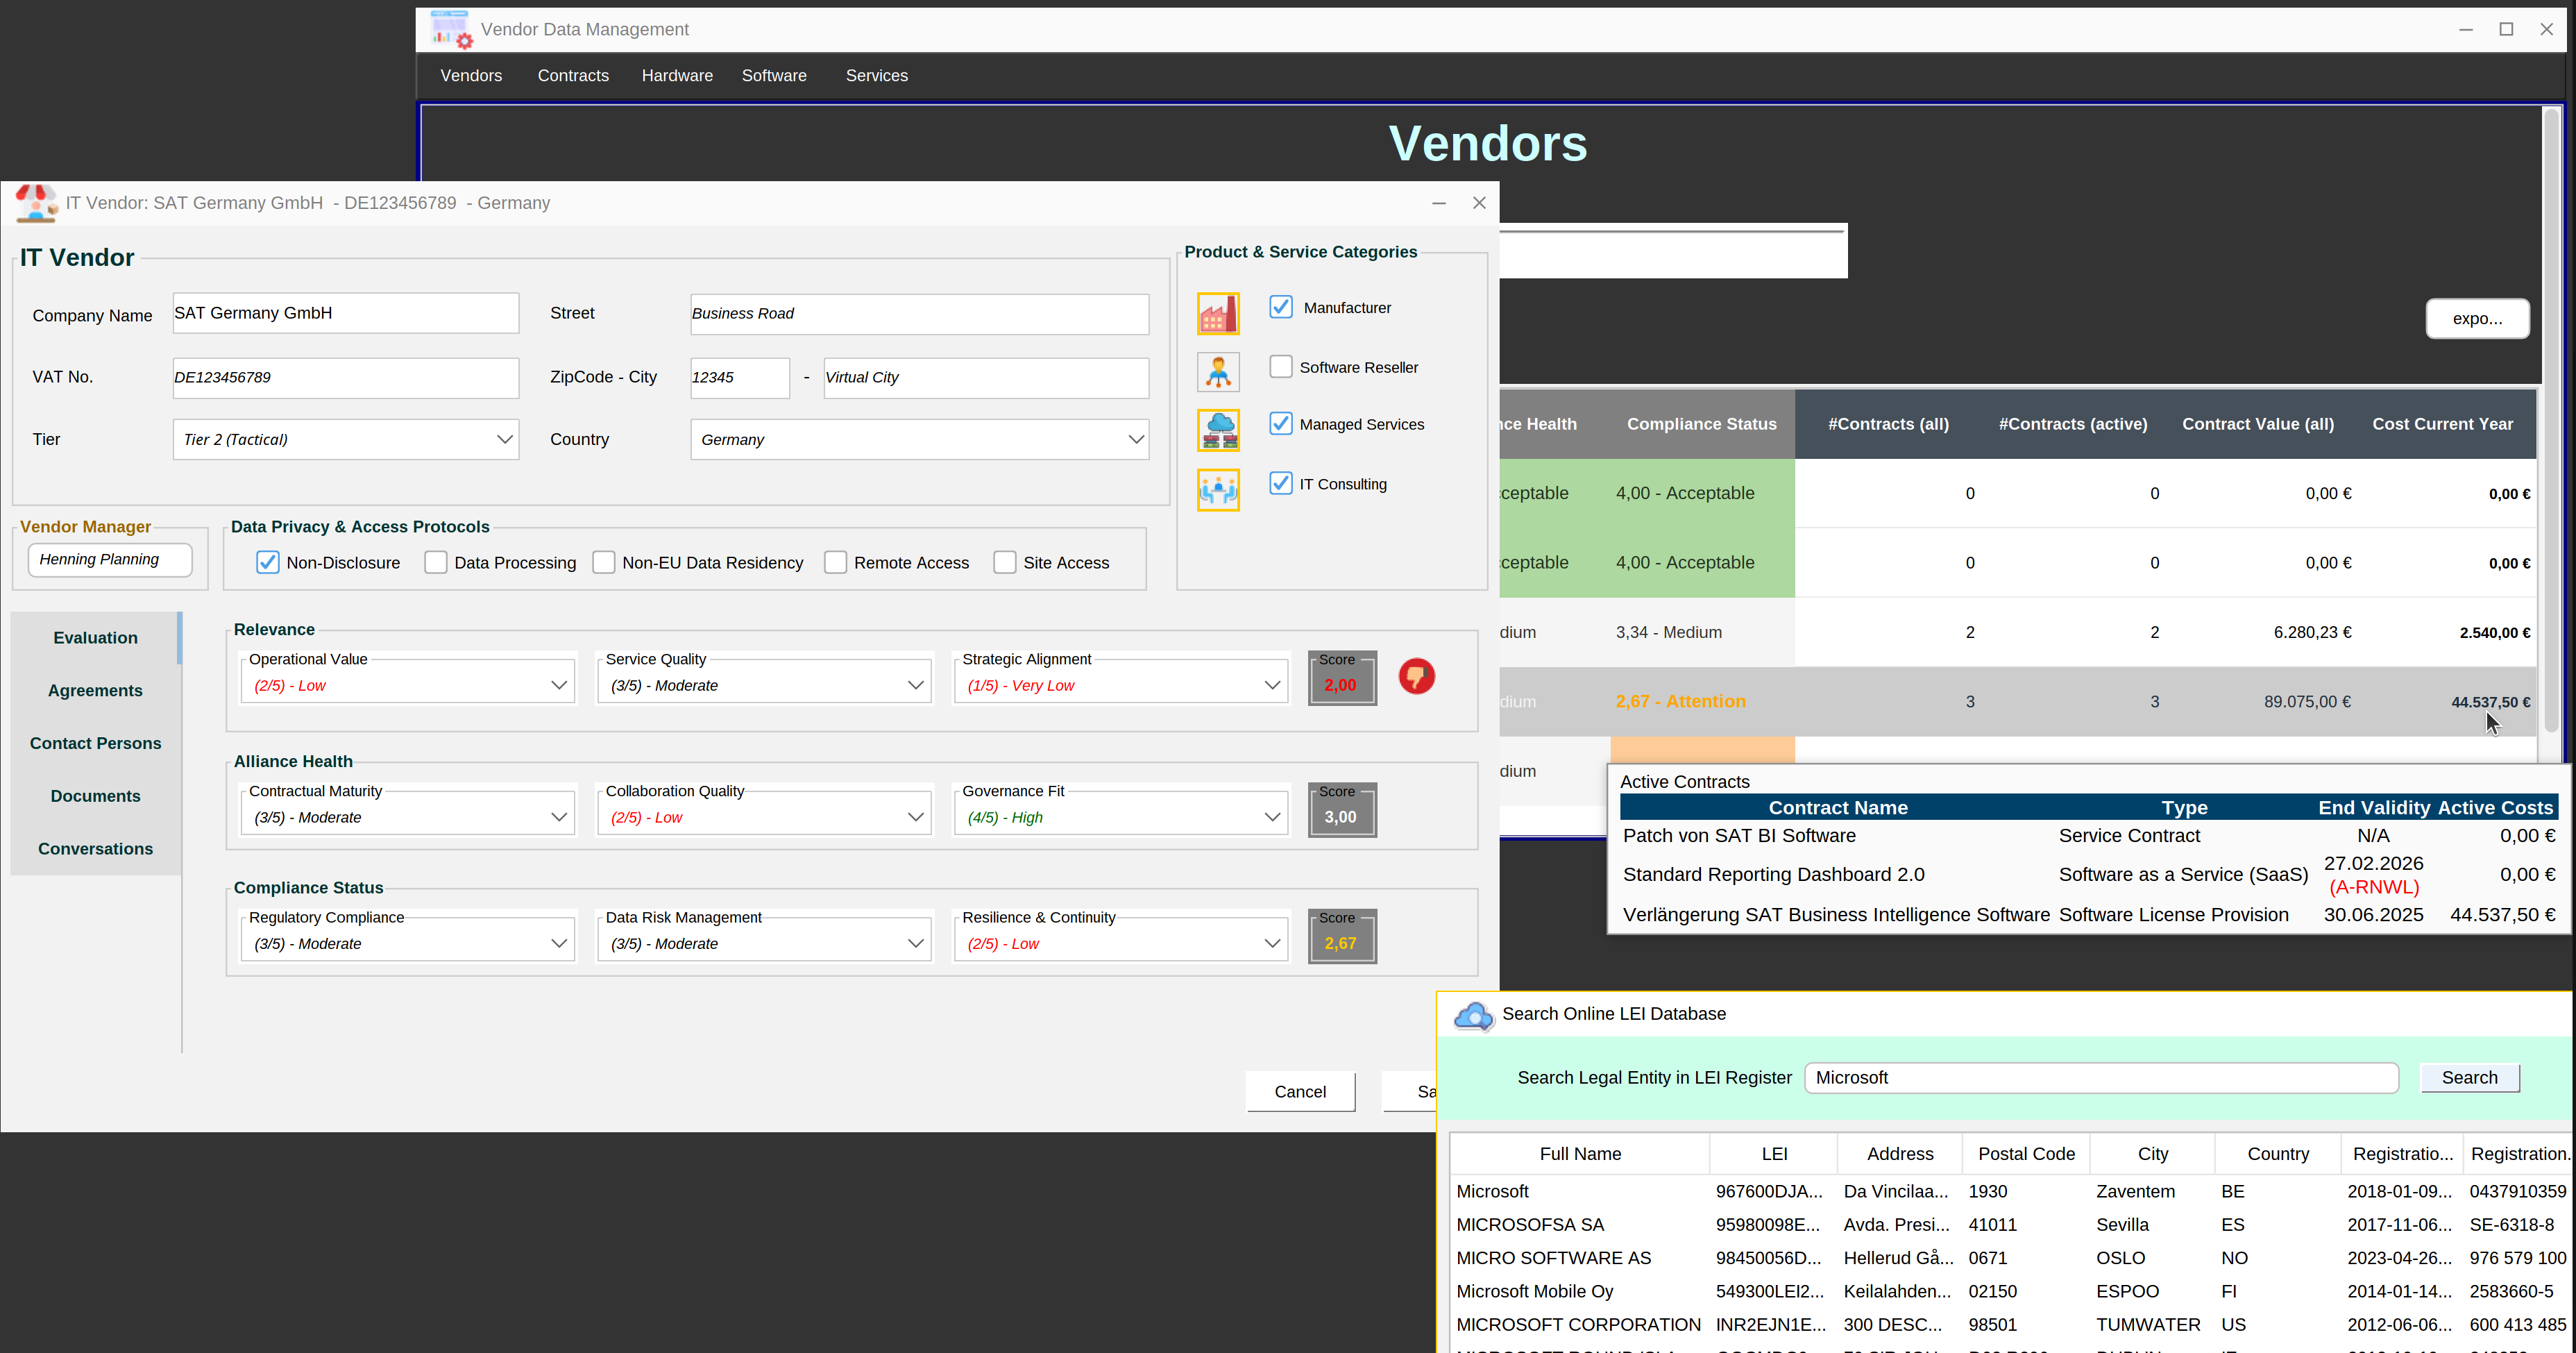 Vendor Data Management
Vendors Contracts Hardware Software Services
Vendors
IT Vendor: SAT Germany GmbH - DE123456789 - Germany
IT Vendor
Company Name SAT Germany GmbH Street Business Road
VAT No. DE123456789 ZipCode - City 12345 - Virtual City
Tier Tier 2 (Tactical) Country Germany
Product & Service Categories
Manufacturer
Software Reseller
Managed Services
IT Consulting
Vendor Manager
Henning Planning
Data Privacy & Access Protocols
Non-Disclosure Data Processing Non-EU Data Residency Remote Access Site Access
Evaluation
Agreements
Contact Persons
Documents
Conversations
Relevance
Operational Value Service Quality Strategic Alignment Score
(2/5) - Low (3/5) - Moderate (1/5) - Very Low 2,00
Alliance Health
Contractual Maturity Collaboration Quality Governance Fit Score
(3/5) - Moderate (2/5) - Low (4/5) - High 3,00
Compliance Status
Regulatory Compliance Data Risk Management Resilience & Continuity Score
(3/5) - Moderate (3/5) - Moderate (2/5) - Low 2,67
Cancel Sa
expo...
nce Health Compliance Status #Contracts (all) #Contracts (active) Contract Value (all) Cost Current Year
ceptable 4,00 - Acceptable 0 0 0,00 € 0,00 €
ceptable 4,00 - Acceptable 0 0 0,00 € 0,00 €
dium 3,34 - Medium 2 2 6.280,23 € 2.540,00 €
dium 2,67 - Attention 3 3 89.075,00 € 44.537,50 €
dium
Active Contracts
Contract Name Type End Validity Active Costs
Patch von SAT BI Software Service Contract N/A 0,00 €
Standard Reporting Dashboard 2.0 Software as a Service (SaaS) 27.02.2026 (A-RNWL) 0,00 €
Verlängerung SAT Business Intelligence Software Software License Provision 30.06.2025 44.537,50 €
Search Online LEI Database
Search Legal Entity in LEI Register Microsoft Search
Full Name LEI Address Postal Code City Country Registratio... Registration.
Microsoft 967600DJA... Da Vincilaa... 1930 Zaventem BE 2018-01-09... 0437910359
MICROSOFSA SA 95980098E... Avda. Presi... 41011 Sevilla ES 2017-11-06... SE-6318-8
MICRO SOFTWARE AS 98450056D... Hellerud Gå... 0671 OSLO NO 2023-04-26... 976 579 100
Microsoft Mobile Oy 549300LEI2... Keilalahden... 02150 ESPOO FI 2014-01-14... 2583660-5
MICROSOFT CORPORATION INR2EJN1E... 300 DESC... 98501 TUMWATER US 2012-06-06... 600 413 485